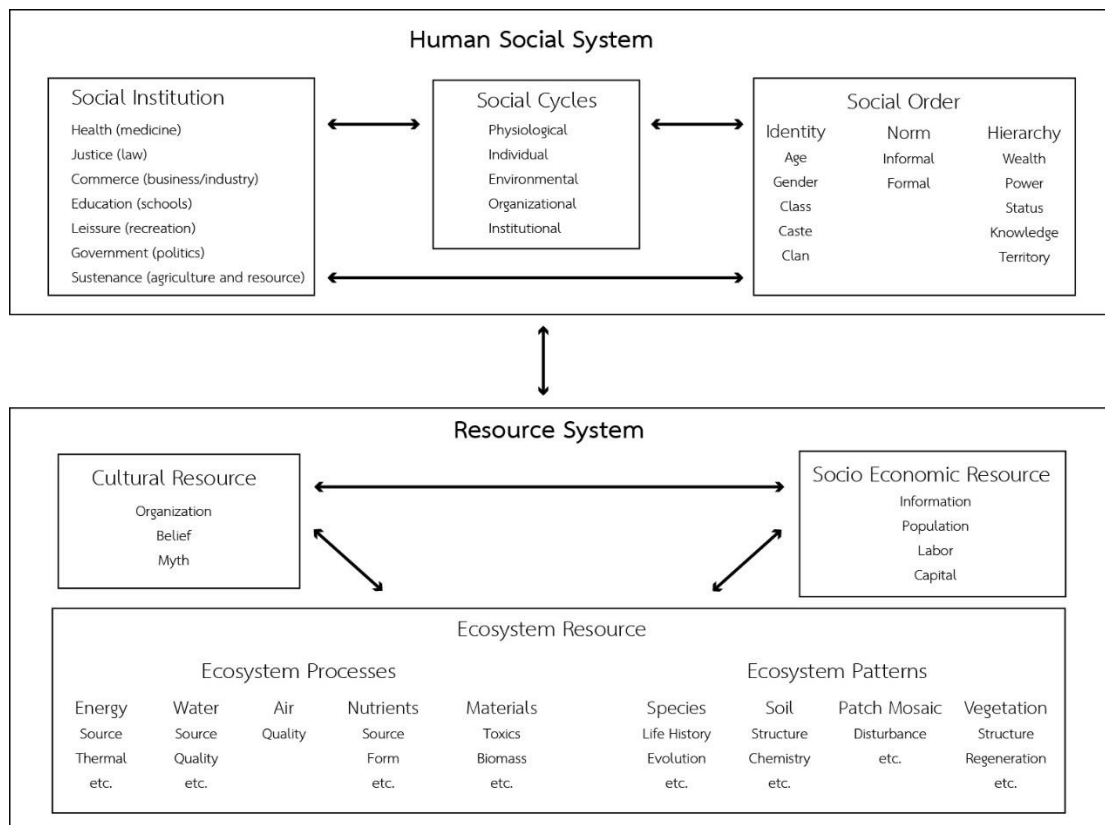 Human Social System
Social Institution
Health (medicine)
Justice (law)
Commerce (business/industry)
Education (schools)
Leissure (recreation)
Government (politics)
Sustenance (agriculture and resource)
Social Cycles
Physiological
Individual
Environmental
Organizational
Institutional
Social Order
Identity
Age
Gender
Class
Caste
Clan
Norm
Informal
Formal
Hierarchy
Wealth
Power
Status
Knowledge
Territory
Resource System
Cultural Resource
Organization
Belief
Myth
Socio Economic Resource
Information
Population
Labor
Capital
Ecosystem Resource
Ecosystem Processes
Energy
Source
Thermal
etc.
Water
Source
Quality
etc.
Air
Quality
Nutrients
Source
Form
etc.
Materials
Toxics
Biomass
etc.
Ecosystem Patterns
Species
Life History
Evolution
etc.
Soil
Structure
Chemistry
etc.
Patch Mosaic
Disturbance
etc.
Vegetation
Structure
Regeneration
etc.